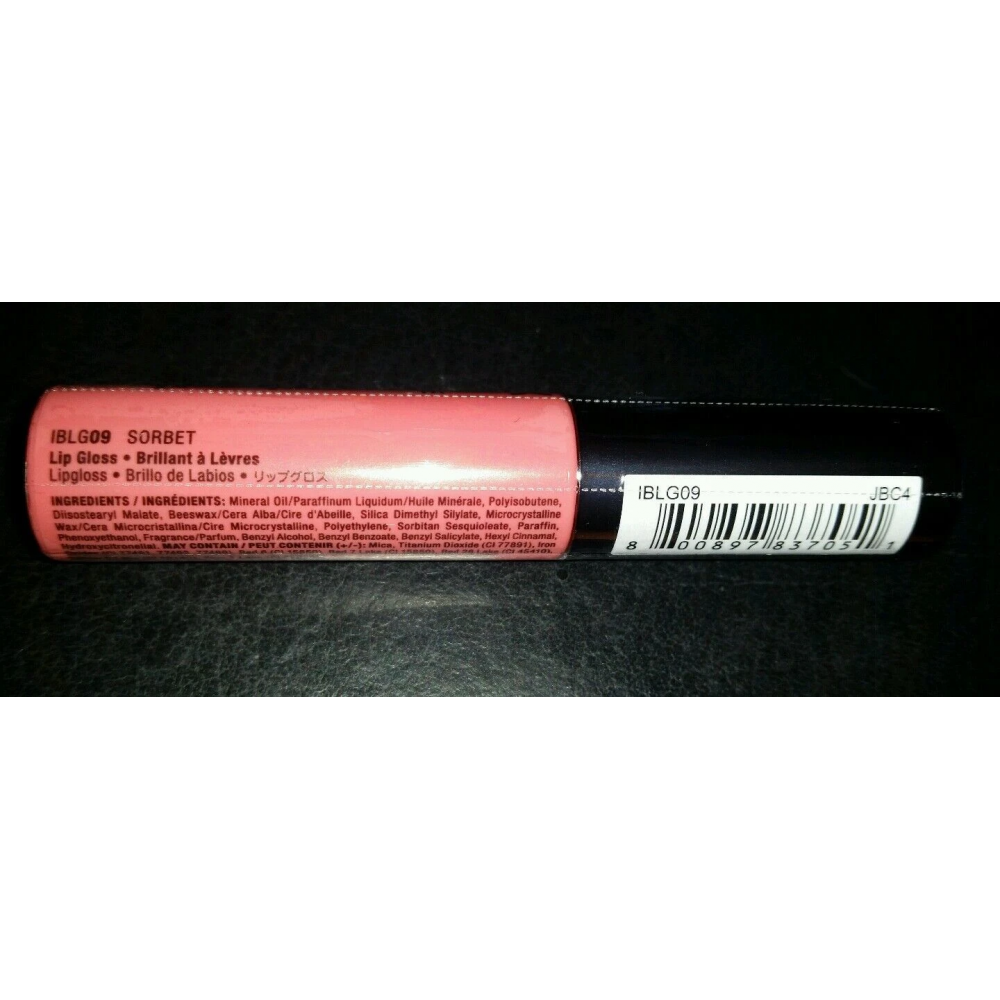 IBLG09 SORBET
Lip Gloss • Brillant à Lèvres
Lipgloss • Brillo de Labios • リップグロス
INGREDIENTS / INGRÉDIENTS: Mineral Oil/Paraffinum Liquidum/Huile Minérale, Polyisobutene,
Diisostearyl Malate, Beeswax/Cera Alba/Cire d'Abeille, Silica Dimethyl Silylate, Microcrystalline
Wax/Cera Microcristallina/Cire Microcrystalline, Polyethylene, Sorbitan Sesquioleate, Paraffin,
Phenoxyethanol, Fragrance/Parfum, Benzyl Alcohol, Benzyl Benzoate, Benzyl Salicylate, Hexyl Cinnamal,
Hydroxycitronellal. MAY CONTAIN / PEUT CONTENIR (+/-): Mica, Titanium Dioxide (CI 77891), Iron
(CI 45410),
IBLG09 JBC4
8 00897 83705 1